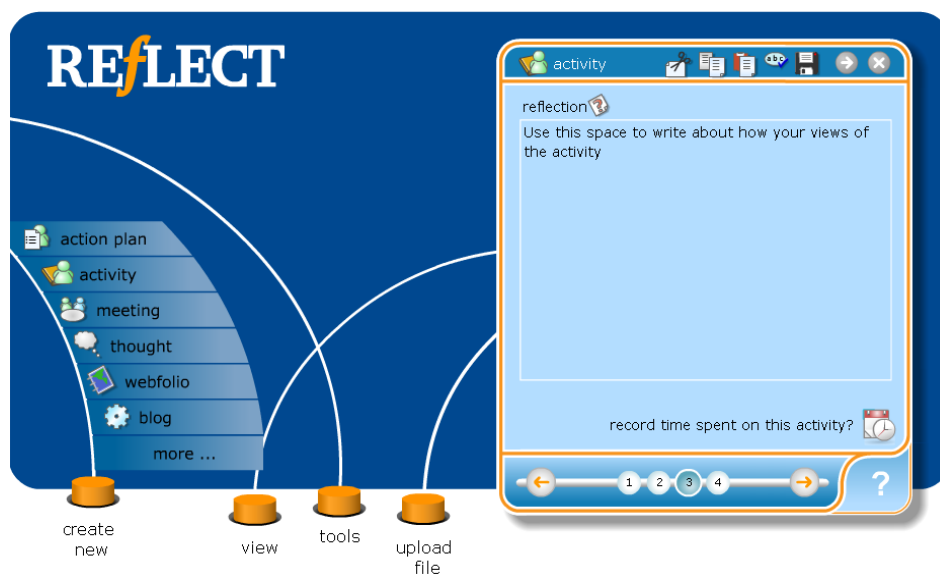 REfLECT
action plan
activity
meeting
thought
webfolio
blog
more ...
create
new
view
tools
upload
file
activity
abc
reflection
?
Use this space to write about how your views of
the activity
record time spent on this activity?
1 2 3 4
?